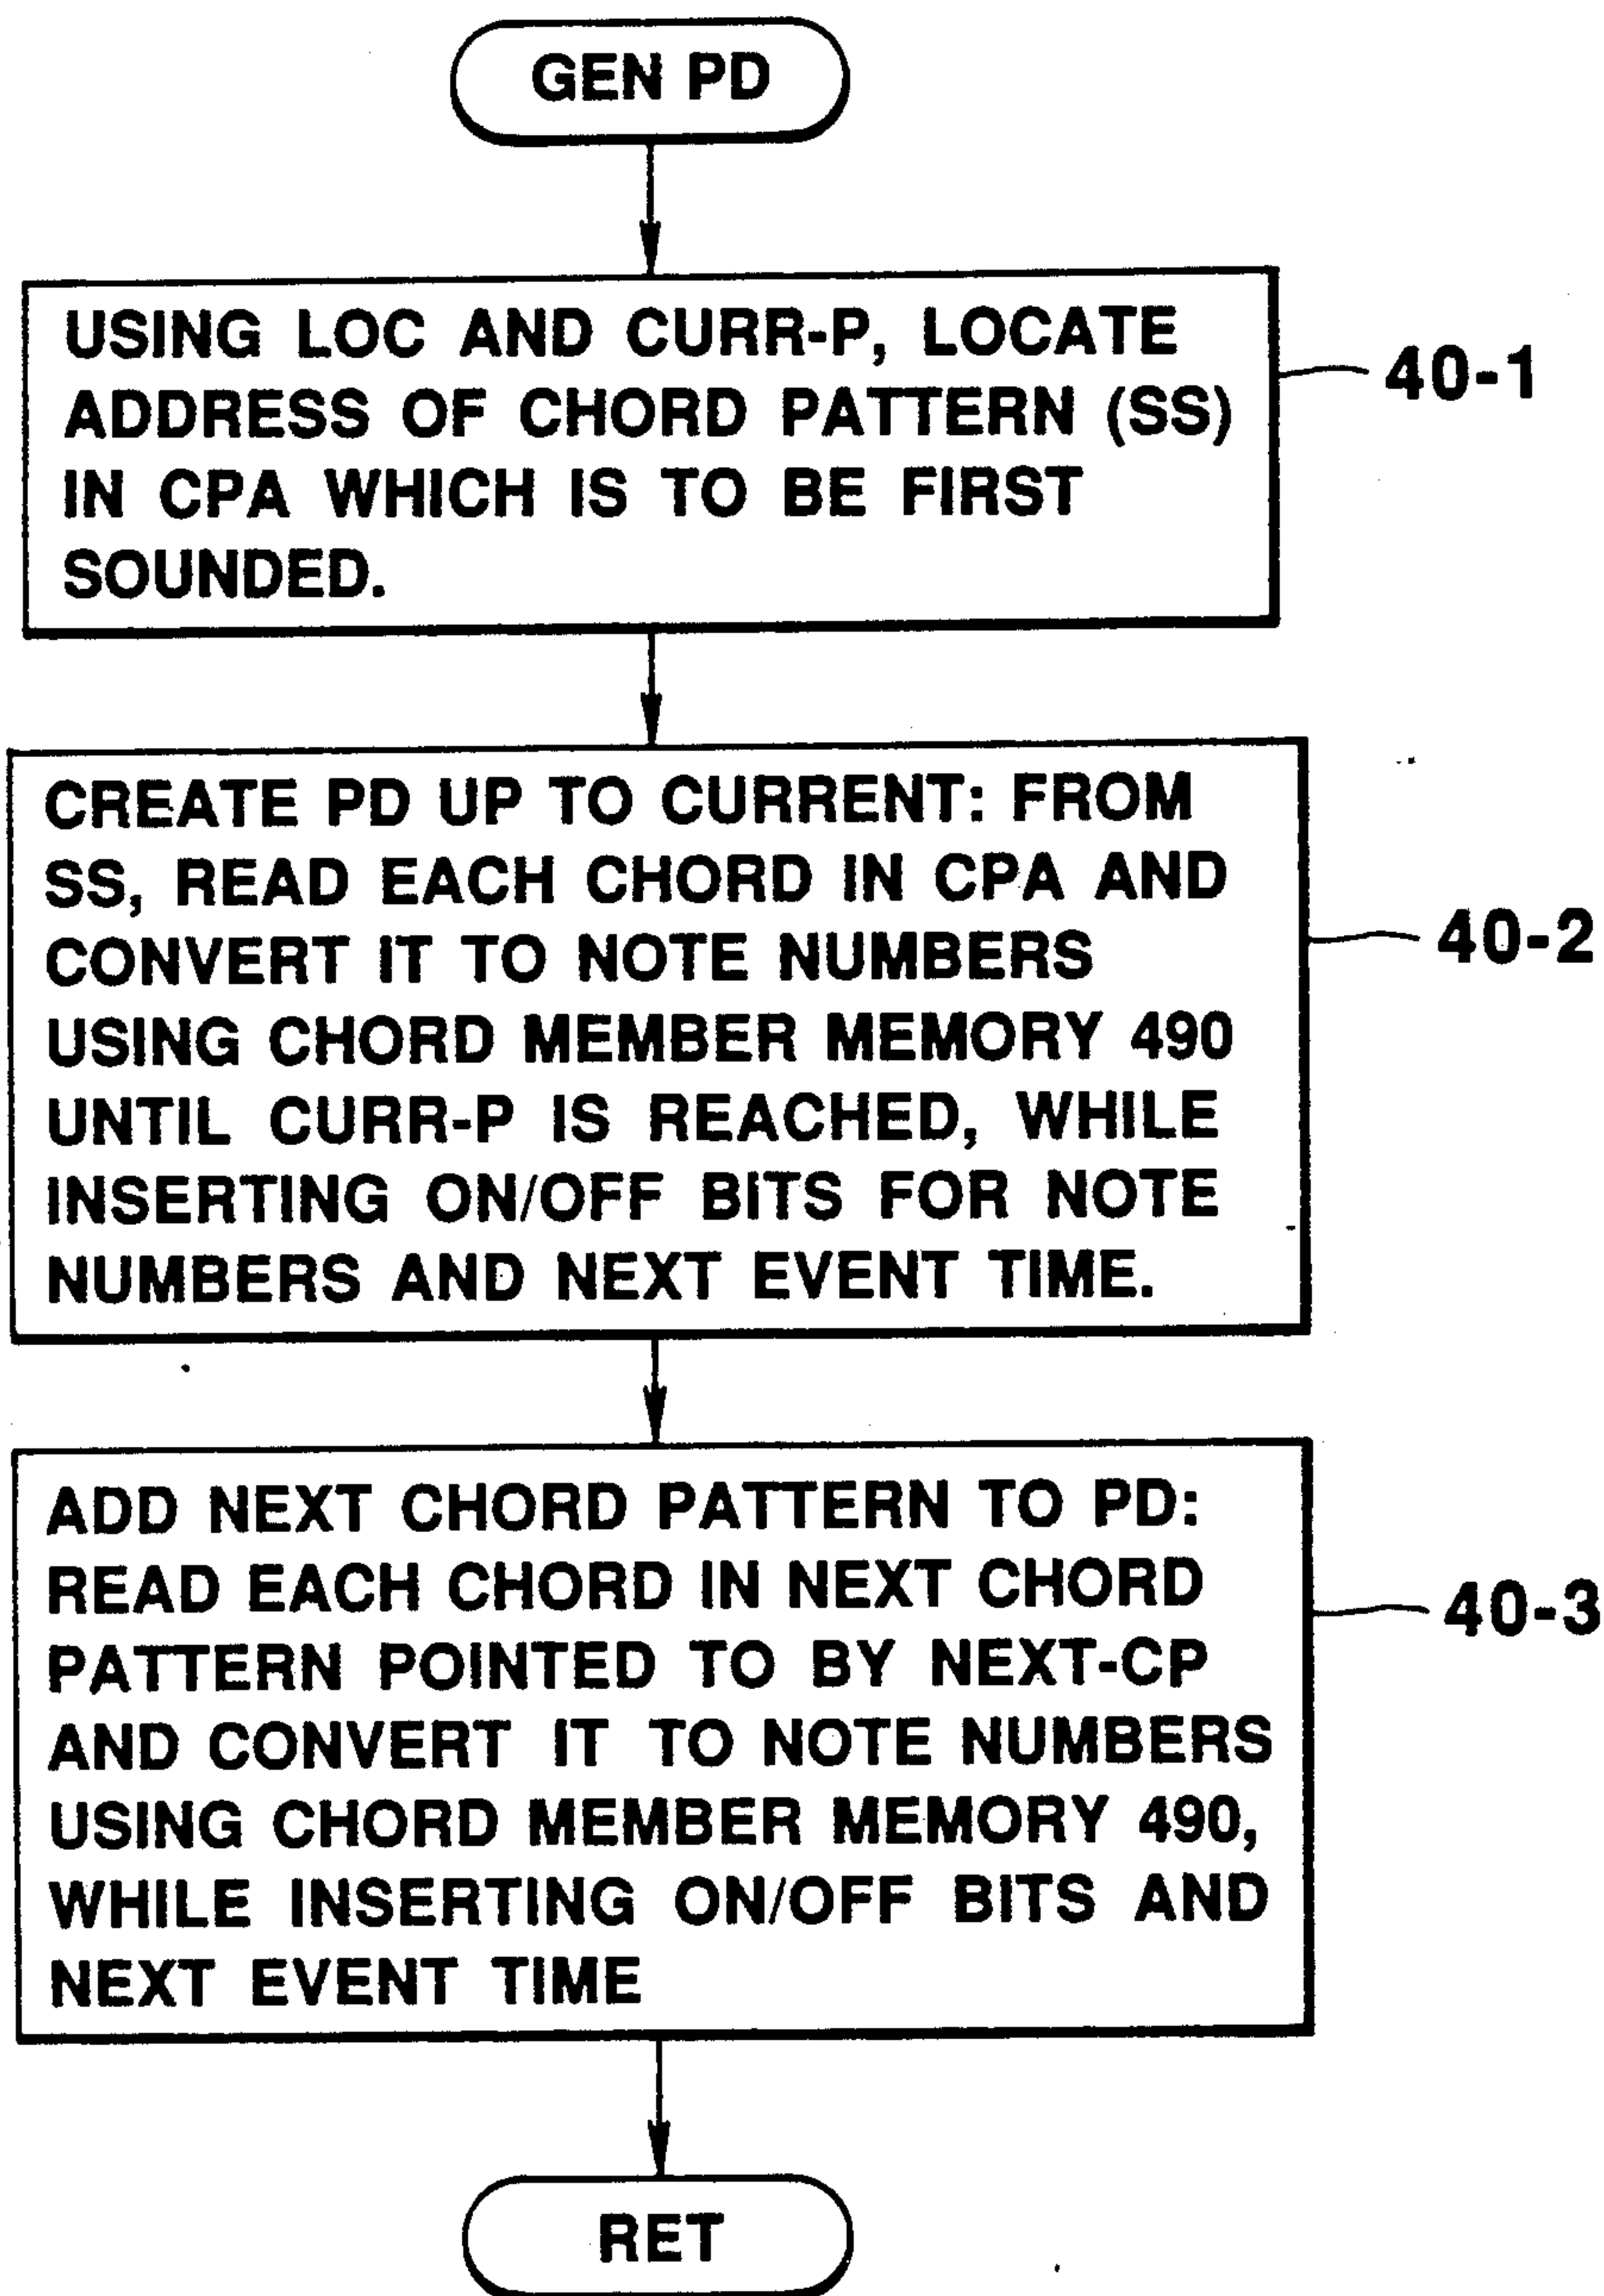 GEN PD
USING LOC AND CURR-P, LOCATE
ADDRESS OF CHORD PATTERN (SS)
IN CPA WHICH IS TO BE FIRST
SOUNDED.
40-1
CREATE PD UP TO CURRENT: FROM
SS, READ EACH CHORD IN CPA AND
CONVERT IT TO NOTE NUMBERS
USING CHORD MEMBER MEMORY 490
UNTIL CURR-P IS REACHED, WHILE
INSERTING ON/OFF BITS FOR NOTE
NUMBERS AND NEXT EVENT TIME.
40-2
ADD NEXT CHORD PATTERN TO PD:
READ EACH CHORD IN NEXT CHORD
PATTERN POINTED TO BY NEXT-CP
AND CONVERT IT TO NOTE NUMBERS
USING CHORD MEMBER MEMORY 490,
WHILE INSERTING ON/OFF BITS AND
NEXT EVENT TIME
40-3
RET